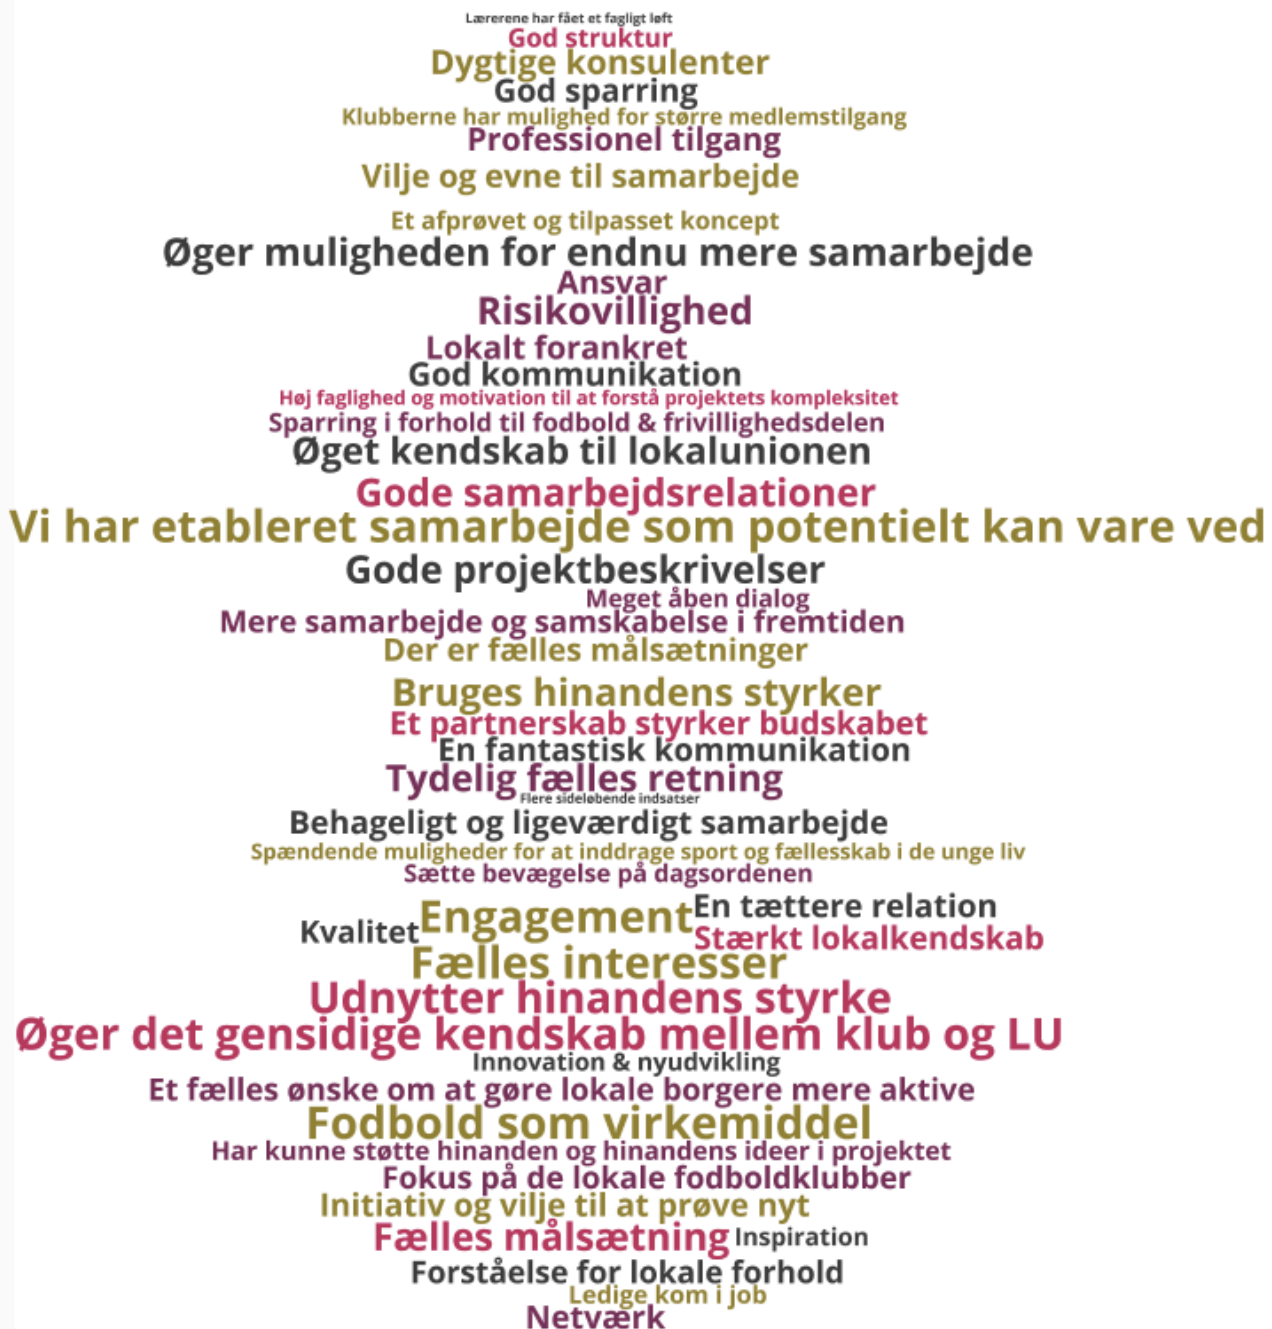 Lærerene har fået et fagligt løft
God struktur
Dygtige konsulenter
God sparring
Klubberne har mulighed for større medlemstilgang
Professionel tilgang
Vilje og evne til samarbejde
Et afprøvet og tilpasset koncept
Øger muligheden for endnu mere samarbejde
Ansvar
Risikovillighed
Lokalt forankret
God kommunikation
Høj faglighed og motivation til at forstå projektets kompleksitet
Sparring i forhold til fodbold & frivillighedsdelen
Øget kendskab til lokalunionen
Gode samarbejdsrelationer
Vi har etableret samarbejde som potentielt kan vare ved
Gode projektbeskrivelser
Meget åben dialog
Mere samarbejde og samskabelse i fremtiden
Der er fælles målsætninger
Bruges hinandens styrker
Et partnerskab styrker budskabet
En fantastisk kommunikation
Tydelig fælles retning
Flere sideløbende indsatser
Behageligt og ligeværdigt samarbejde
Spændende muligheder for at inddrage sport og fællesskab i de unge liv
Sætte bevægelse på dagsordenen
En tættere relation
Engagement
Kvalitet
Stærkt lokalkendskab
Fælles interesser
Udnytter hinandens styrke
Øger det gensidige kendskab mellem klub og LU
Innovation & nyudvikling
Et fælles ønske om at gøre lokale borgere mere aktive
Fodbold som virkemiddel
Har kunne støtte hinanden og hinandens ideer i projektet
Fokus på de lokale fodboldklubber
Initiativ og vilje til at prøve nyt
Fælles målsætning
Inspiration
Forståelse for lokale forhold
Ledige kom i job
Netværk